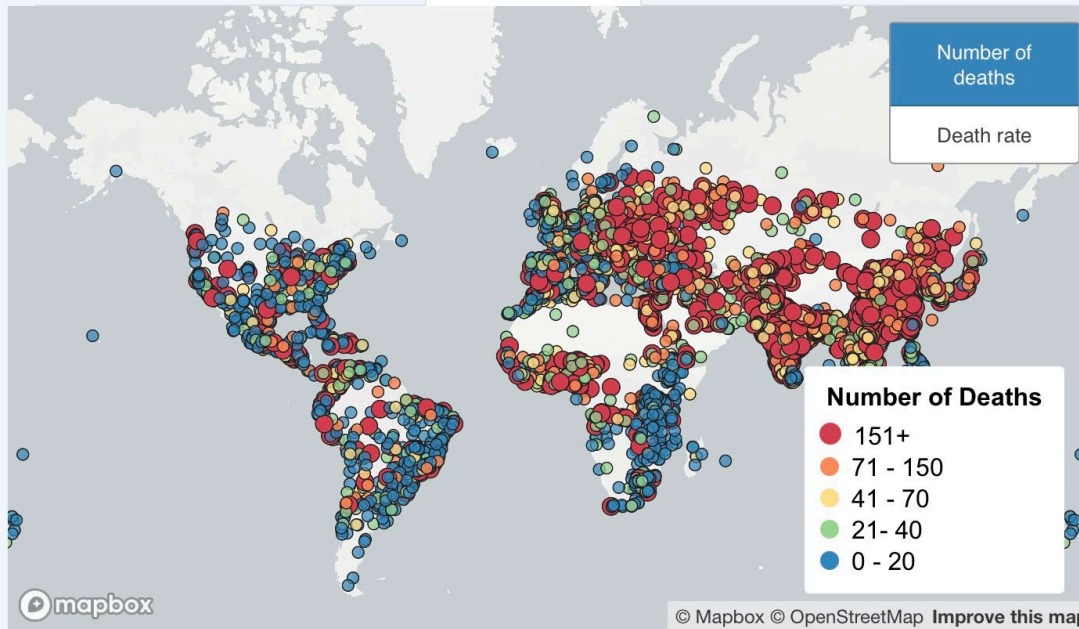 Number of
deaths
Death rate
Number of Deaths
151+
71 - 150
41 - 70
21- 40
0 - 20
mapbox
© Mapbox © OpenStreetMap Improve this map